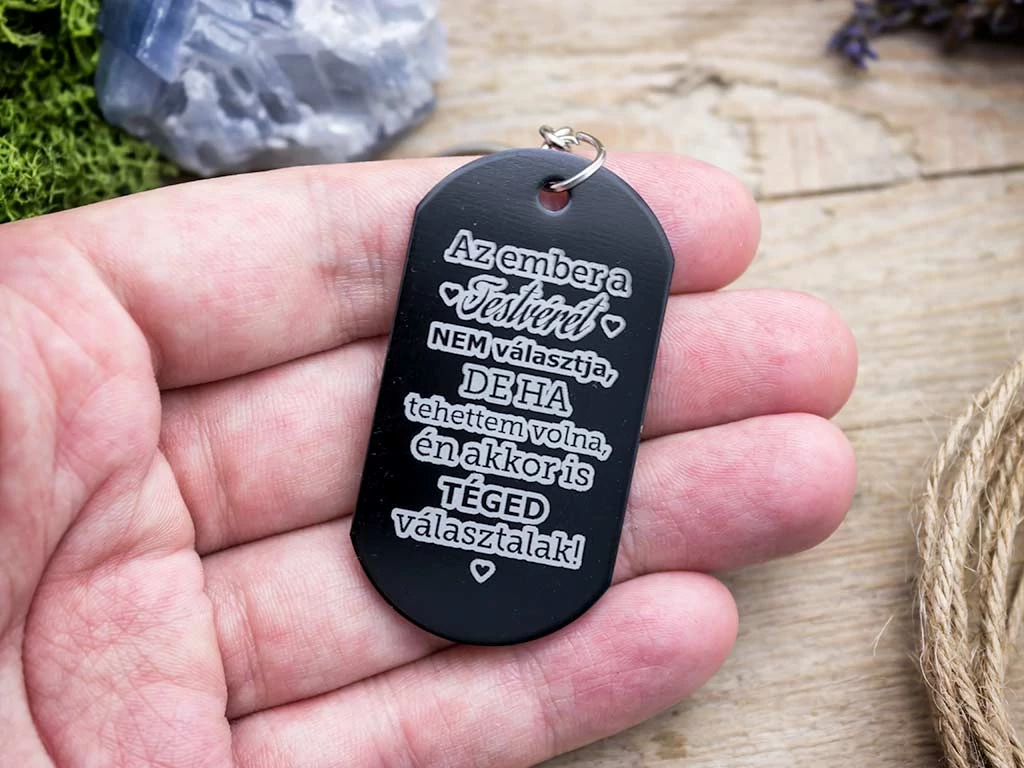 Az ember a
Testvérét
NEM választja,
DE HA
tehettem volna,
én akkor is
TÉGED
választalak!